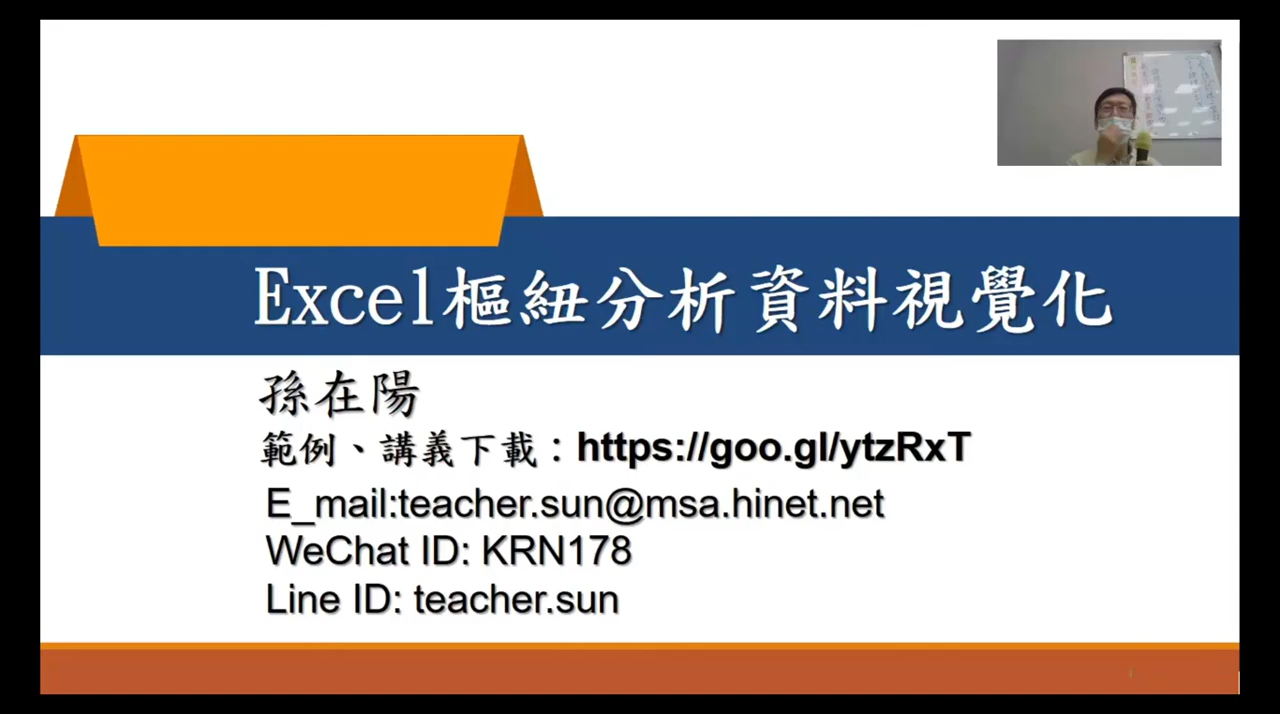 Excel樞紐分析資料視覺化
孫在陽
範例、講義下載：https://goo.gl/ytzRxT
E_mail:teacher.sun@msa.hinet.net
WeChat ID: KRN178
Line ID: teacher.sun